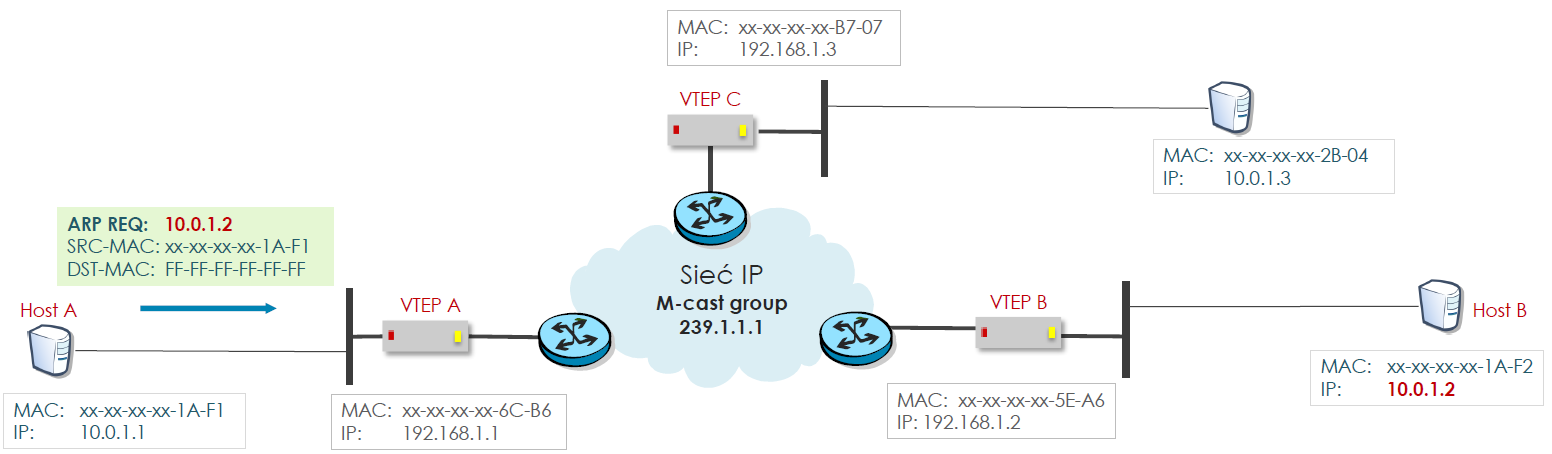 MAC: xx-xx-xx-xx-B7-07
IP: 192.168.1.3
VTEP C
MAC: xx-xx-xx-xx-2B-04
IP: 10.0.1.3
ARP REQ: 10.0.1.2
SRC-MAC: xx-xx-xx-xx-1A-F1
DST-MAC: FF-FF-FF-FF-FF-FF
Sieć IP
M-cast group
239.1.1.1
Host A
VTEP A
VTEP B
Host B
MAC: xx-xx-xx-xx-1A-F1
IP: 10.0.1.1
MAC: xx-xx-xx-xx-6C-B6
IP: 192.168.1.1
MAC: xx-xx-xx-xx-5E-A6
IP: 192.168.1.2
MAC: xx-xx-xx-xx-1A-F2
IP: 10.0.1.2